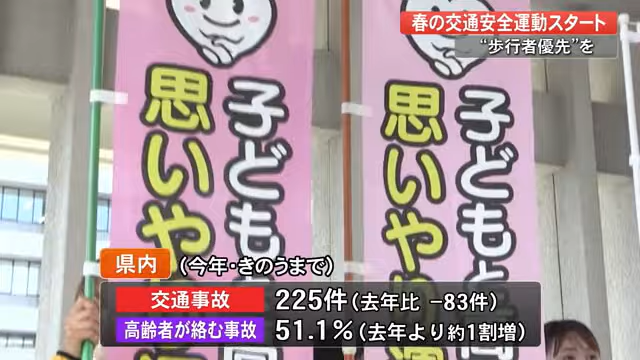 春の交通安全運動スタート
“歩行者優先”を
子ども
思いや
子どもと
思いやり
県内 (今年・きのうまで)
交通事故 225件(去年比 -83件)
高齢者が絡む事故 51.1%(去年より約1割増)